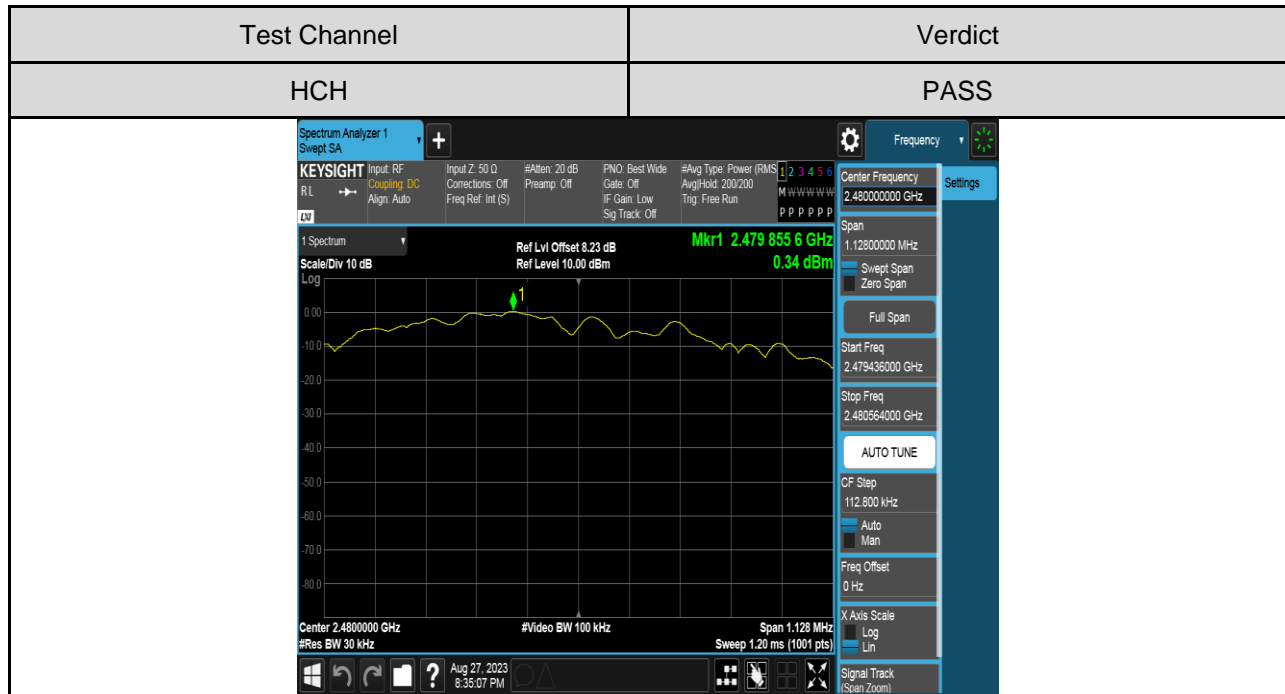 Test Channel
Verdict
HCH
PASS
Spectrum Analyzer 1
Swept SA
+
Frequency
KEYSIGHT
RL
LXI
Input: RF
Coupling: DC
Align: Auto
Input Z: 50 Ω
Corrections: Off
Freq Ref: Int (S)
#Atten: 20 dB
Preamp: Off
PNO: Best Wide
Gate: Off
IF Gain: Low
Sig Track: Off
#Avg Type: Power (RMS
Avg|Hold: 200/200
Trig: Free Run
1 2 3 4 5 6
M W W W W W
P P P P P P
1 Spectrum
Scale/Div 10 dB
Ref Lvl Offset 8.23 dB
Ref Level 10.00 dBm
Mkr1 2.479 855 6 GHz
0.34 dBm
Log
1
0.00
-10.0
-20.0
-30.0
-40.0
-50.0
-60.0
-70.0
-80.0
Center 2.4800000 GHz
#Res BW 30 kHz
#Video BW 100 kHz
Span 1.128 MHz
Sweep 1.20 ms (1001 pts)
?
Aug 27, 2023
8:35:07 PM
Center Frequency
2.480000000 GHz
Settings
Span
1.12800000 MHz
Swept Span
Zero Span
Full Span
Start Freq
2.479436000 GHz
Stop Freq
2.480564000 GHz
AUTO TUNE
CF Step
112.800 kHz
Auto
Man
Freq Offset
0 Hz
X Axis Scale
Log
Lin
Signal Track
(Span Zoom)